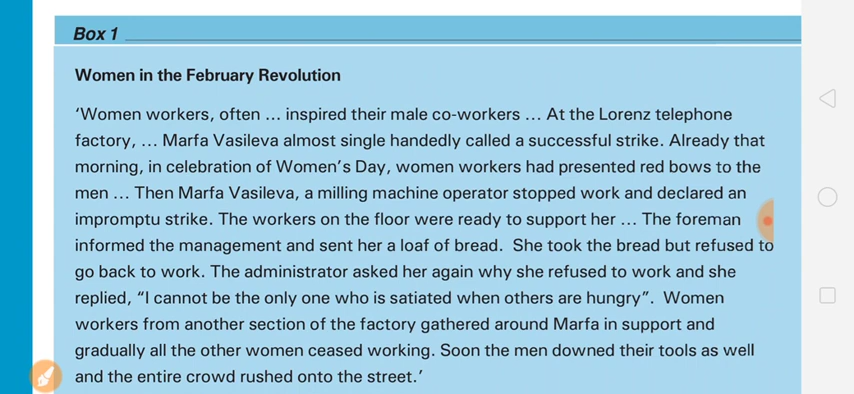 Box 1
Women in the February Revolution
‘Women workers, often … inspired their male co-workers … At the Lorenz telephone
factory, … Marfa Vasileva almost single handedly called a successful strike. Already that
morning, in celebration of Women’s Day, women workers had presented red bows to the
men … Then Marfa Vasileva, a milling machine operator stopped work and declared an
impromptu strike. The workers on the floor were ready to support her … The foreman
informed the management and sent her a loaf of bread. She took the bread but refused to
go back to work. The administrator asked her again why she refused to work and she
replied, “I cannot be the only one who is satiated when others are hungry”. Women
workers from another section of the factory gathered around Marfa in support and
gradually all the other women ceased working. Soon the men downed their tools as well
and the entire crowd rushed onto the street.’